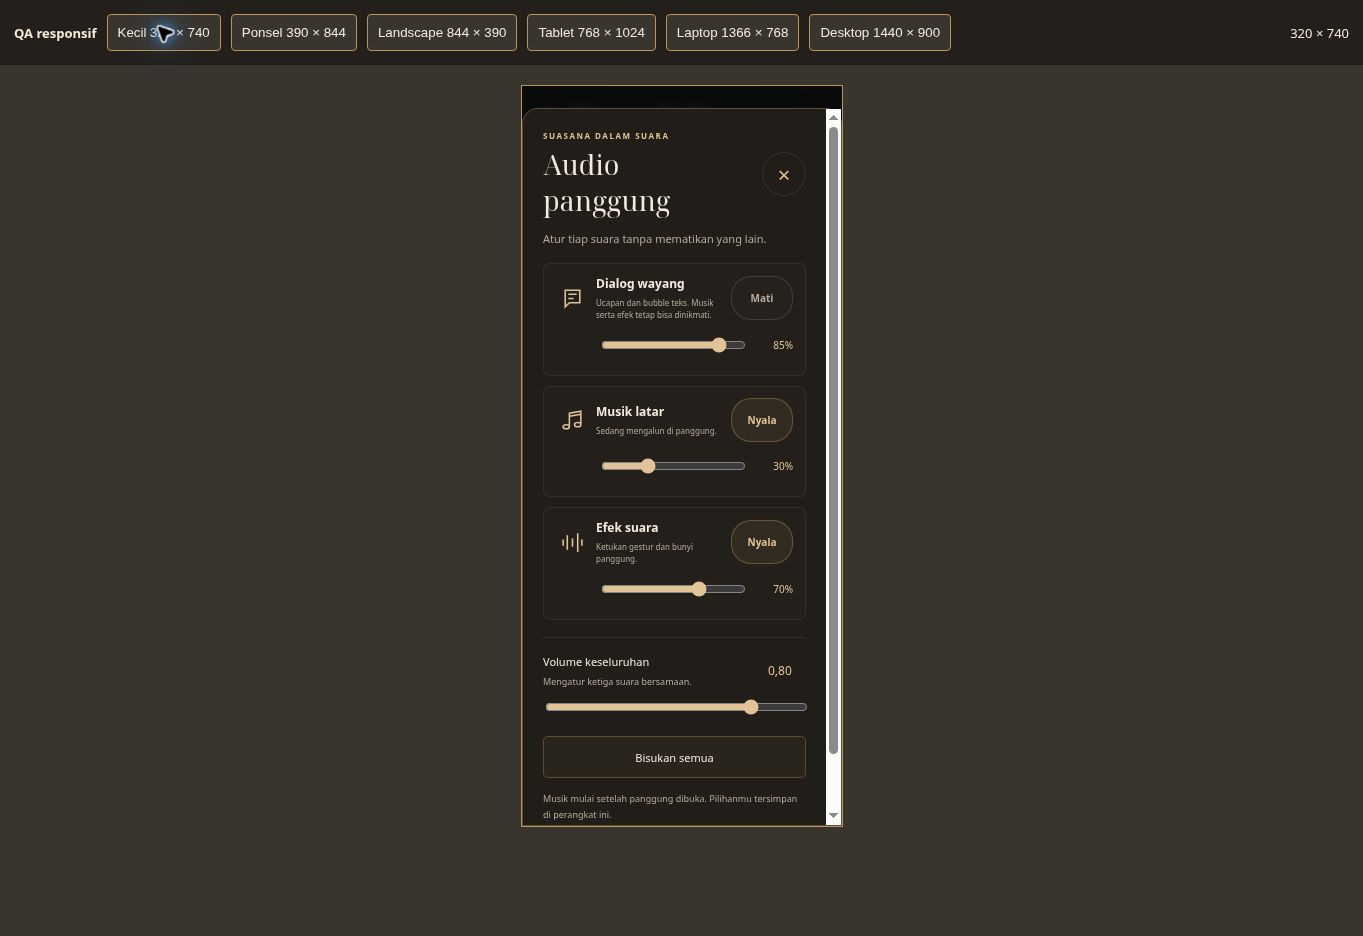 QA responsif
Ponsel 390 × 844
Landscape 844 × 390
Tablet 768 × 1024
Laptop 1366 × 768
Desktop 1440 × 900
320 × 740
Kecil × 740
SUASANA DALAM SUARA
Audio
panggung
×
Atur tiap suara tanpa mematikan yang lain.
Dialog wayang
Ucapan dan bubble teks. Musik
serta efek tetap bisa dinikmati.
Mati
85%
Musik latar
Sedang mengalun di panggung.
Nyala
30%
Efek suara
Ketukan gestur dan bunyi
panggung.
Nyala
70%
Volume keseluruhan
Mengatur ketiga suara bersamaan.
0,80
Bisukan semua
Musik mulai setelah panggung dibuka. Pilihanmu tersimpan
di perangkat ini.